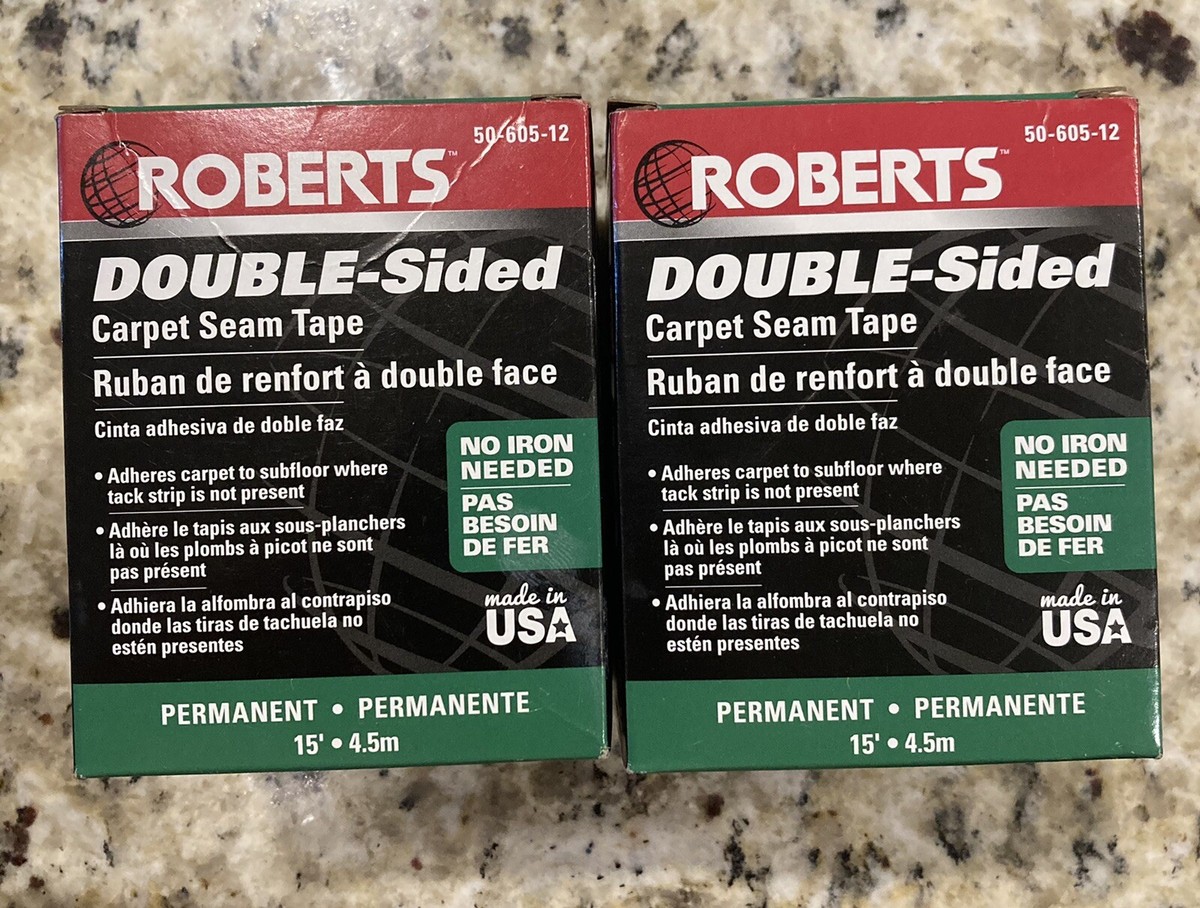 50-605-12
ROBERTS™
DOUBLE-Sided
Carpet Seam Tape
Ruban de renfort à double face
Cinta adhesiva de doble faz
• Adheres carpet to subfloor where
tack strip is not present
• Adhère le tapis aux sous-planchers
là où les plombs à picot ne sont
pas présent
• Adhiera la alfombra al contrapiso
donde las tiras de tachuela no
estén presentes
NO IRON
NEEDED
PAS
BESOIN
DE FER
made in
USA
PERMANENT • PERMANENTE
15' • 4.5m
50-605-12
ROBERTS™
DOUBLE-Sided
Carpet Seam Tape
Ruban de renfort à double face
Cinta adhesiva de doble faz
• Adheres carpet to subfloor where
tack strip is not present
• Adhère le tapis aux sous-planchers
là où les plombs à picot ne sont
pas présent
• Adhiera la alfombra al contrapiso
donde las tiras de tachuela no
estén presentes
NO IRON
NEEDED
PAS
BESOIN
DE FER
made in
USA
PERMANENT • PERMANENTE
15' • 4.5m